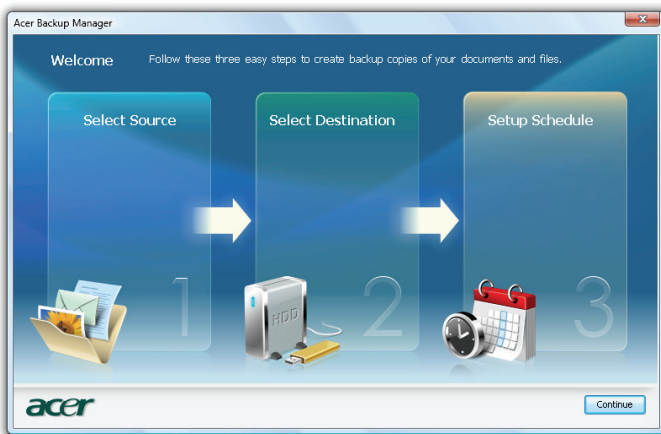 Acer Backup Manager
Welcome
Follow these three easy steps to create backup copies of your documents and files.
Select Source
Select Destination
Setup Schedule
1
HDD
2
3
acer
Continue